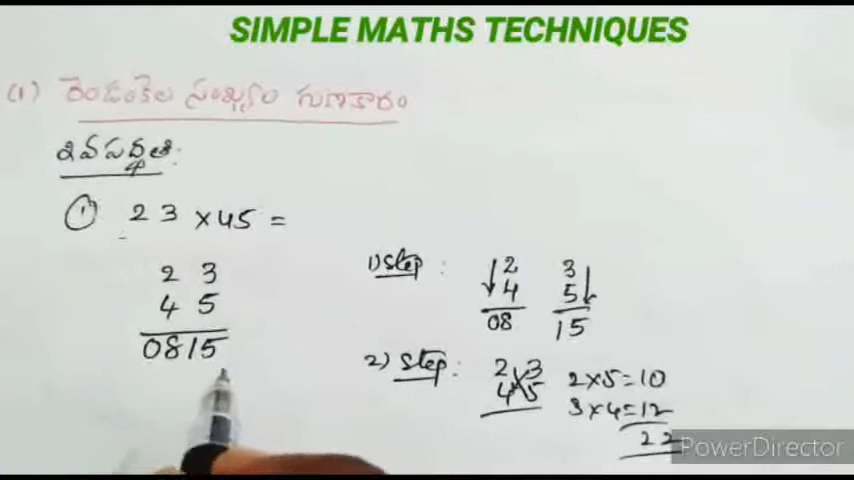 SIMPLE MATHS TECHNIQUES
(1) రెండంకెల సంఖ్యల గుణకారం
పద్ధతి:
① 23 ×45 =
2 3
4 5
0815
1) Step :
2 3
4 5
08 15
2) Step :
2 3
4 5
2×5=10
3×4=12
22
PowerDirector